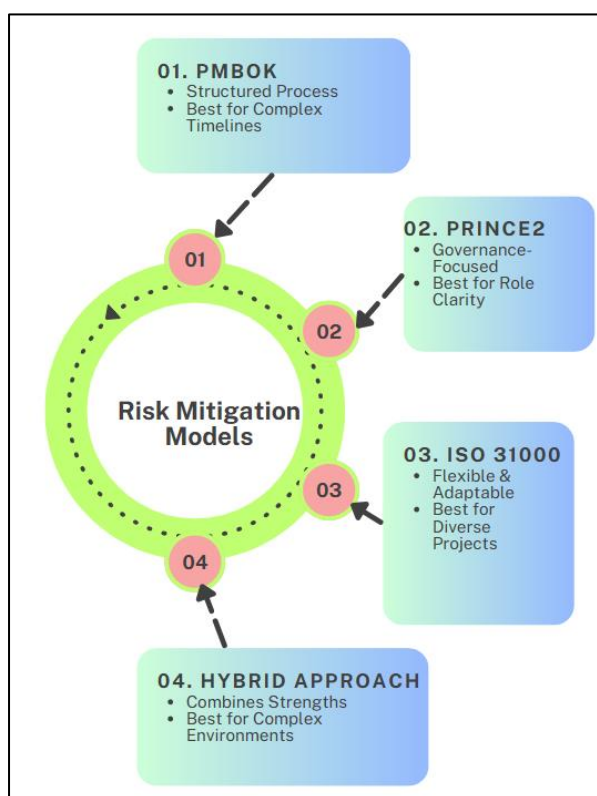 01. PMBOK
• Structured Process
• Best for Complex
Timelines
01
02. PRINCE2
• Governance-
Focused
• Best for Role
Clarity
02
Risk Mitigation
Models
03. ISO 31000
• Flexible &
Adaptable
• Best for
Diverse
Projects
03
04
04. HYBRID APPROACH
• Combines Strengths
• Best for Complex
Environments